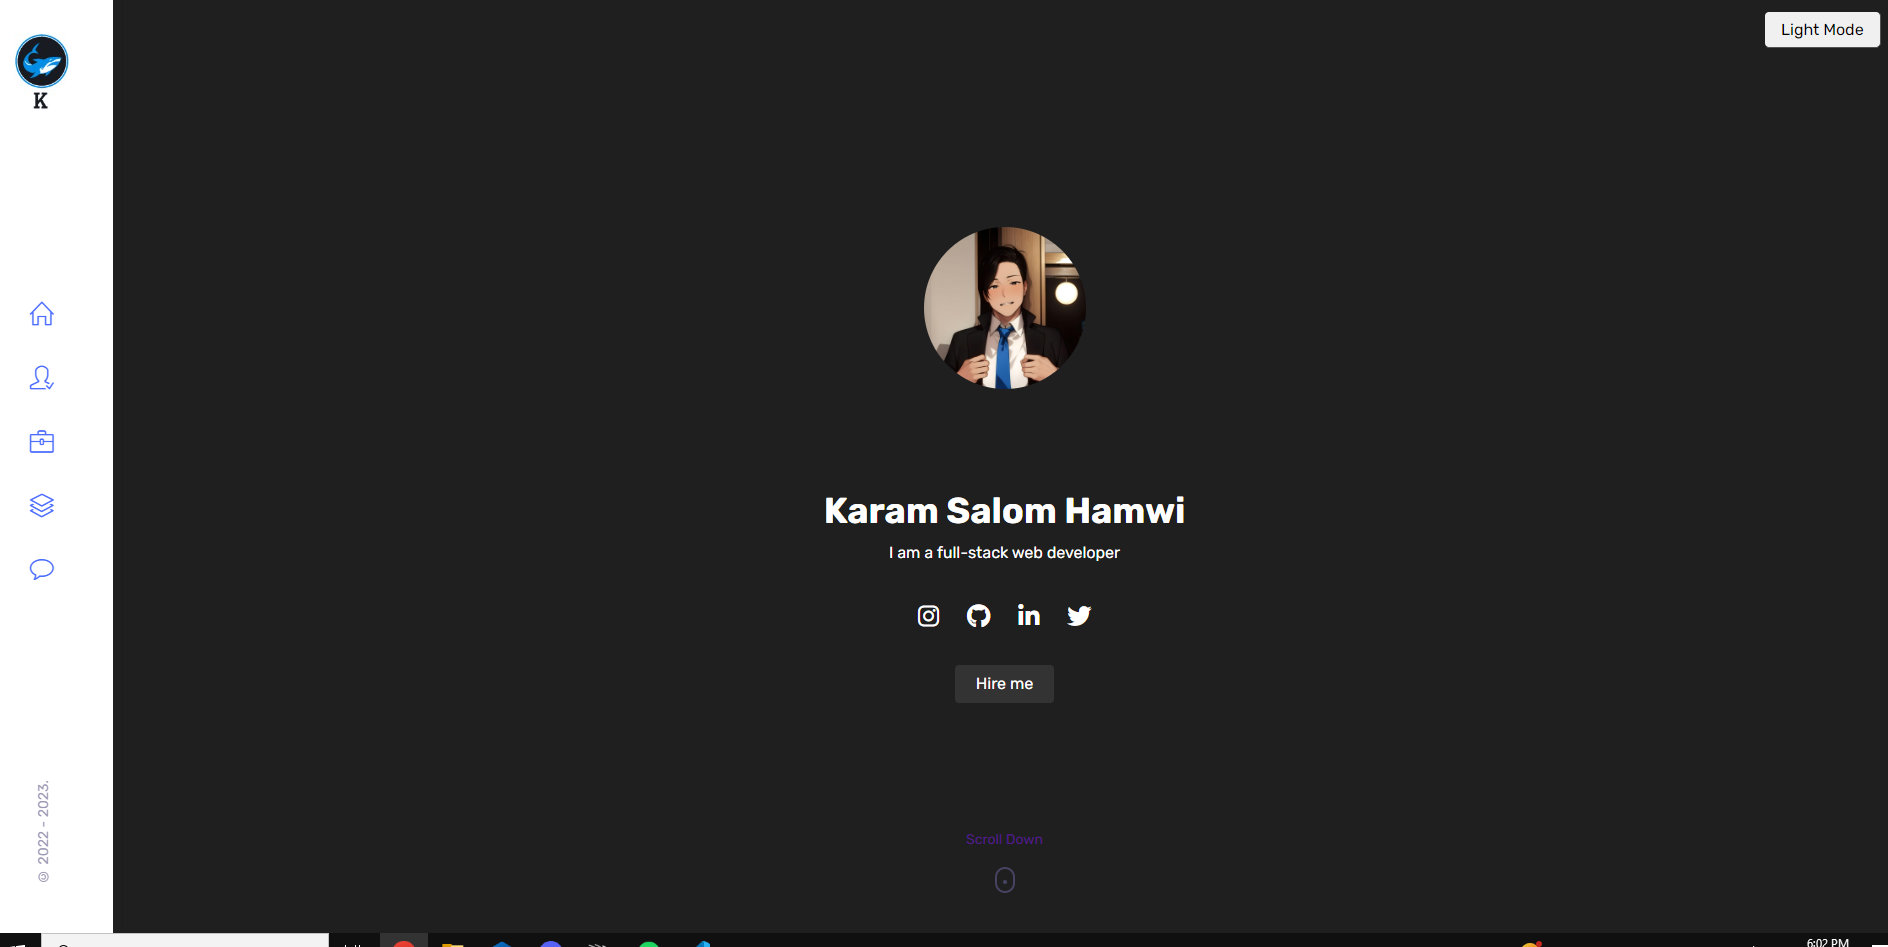 K
Light Mode
Karam Salom Hamwi
I am a full-stack web developer
Hire me
Scroll Down
© 2022 - 2023.
6:02 PM